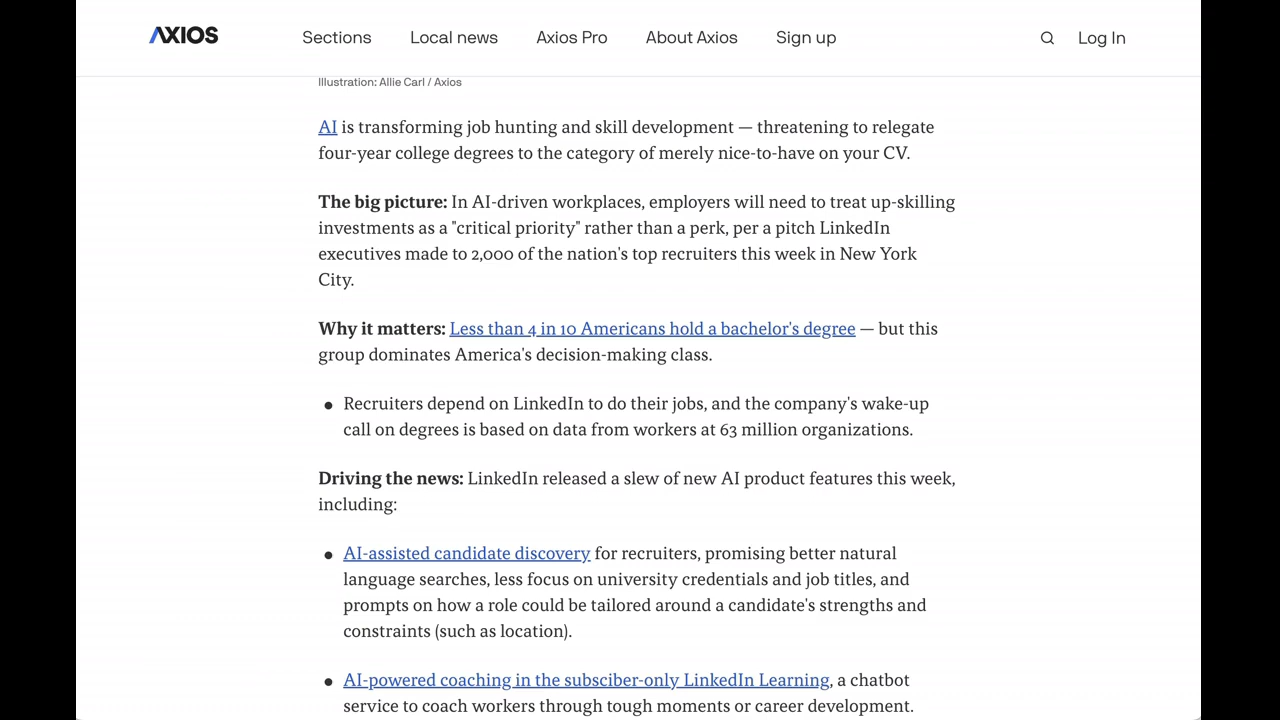 AXIOS Sections Local news Axios Pro About Axios Sign up Log In
Illustration: Allie Carl / Axios
AI is transforming job hunting and skill development — threatening to relegate
four-year college degrees to the category of merely nice-to-have on your CV.
The big picture: In AI-driven workplaces, employers will need to treat up-skilling
investments as a "critical priority" rather than a perk, per a pitch LinkedIn
executives made to 2,000 of the nation's top recruiters this week in New York
City.
Why it matters: Less than 4 in 10 Americans hold a bachelor's degree — but this
group dominates America's decision-making class.
● Recruiters depend on LinkedIn to do their jobs, and the company's wake-up
call on degrees is based on data from workers at 63 million organizations.
Driving the news: LinkedIn released a slew of new AI product features this week,
including:
● AI-assisted candidate discovery for recruiters, promising better natural
language searches, less focus on university credentials and job titles, and
prompts on how a role could be tailored around a candidate's strengths and
constraints (such as location).
● AI-powered coaching in the subsciber-only LinkedIn Learning, a chatbot
service to coach workers through tough moments or career development.